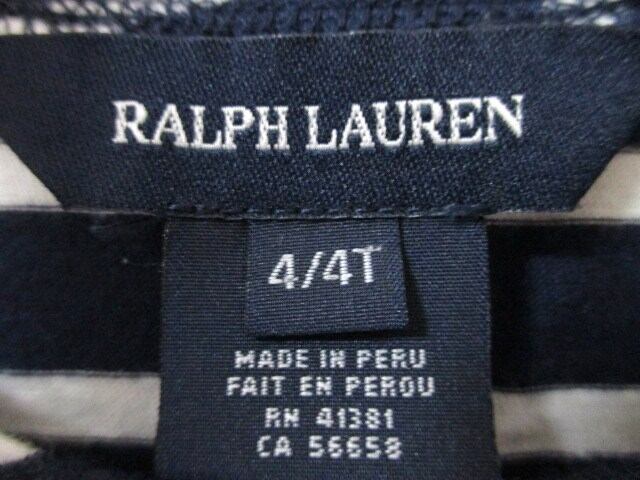 RALPH LAUREN
4/4T
MADE IN PERU
FAIT EN PEROU
RN 41381
CA 56658